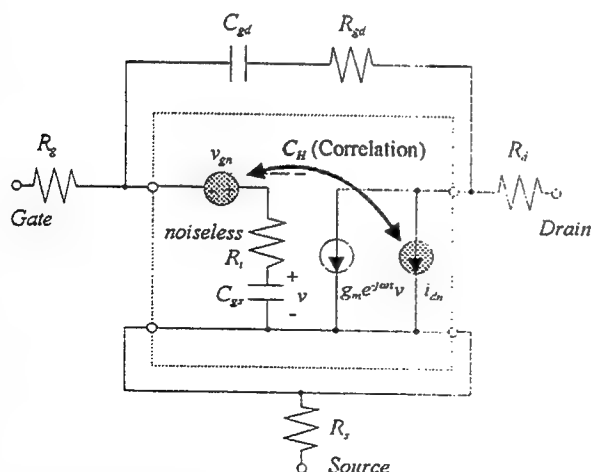 C_gd
R_gd
R_g
v_gn
C_H (Correlation)
R_d
Gate
Drain
noiseless
R_i
+
C_gs
v
-
g_m e^-jωτ v
i_dn
R_s
Source